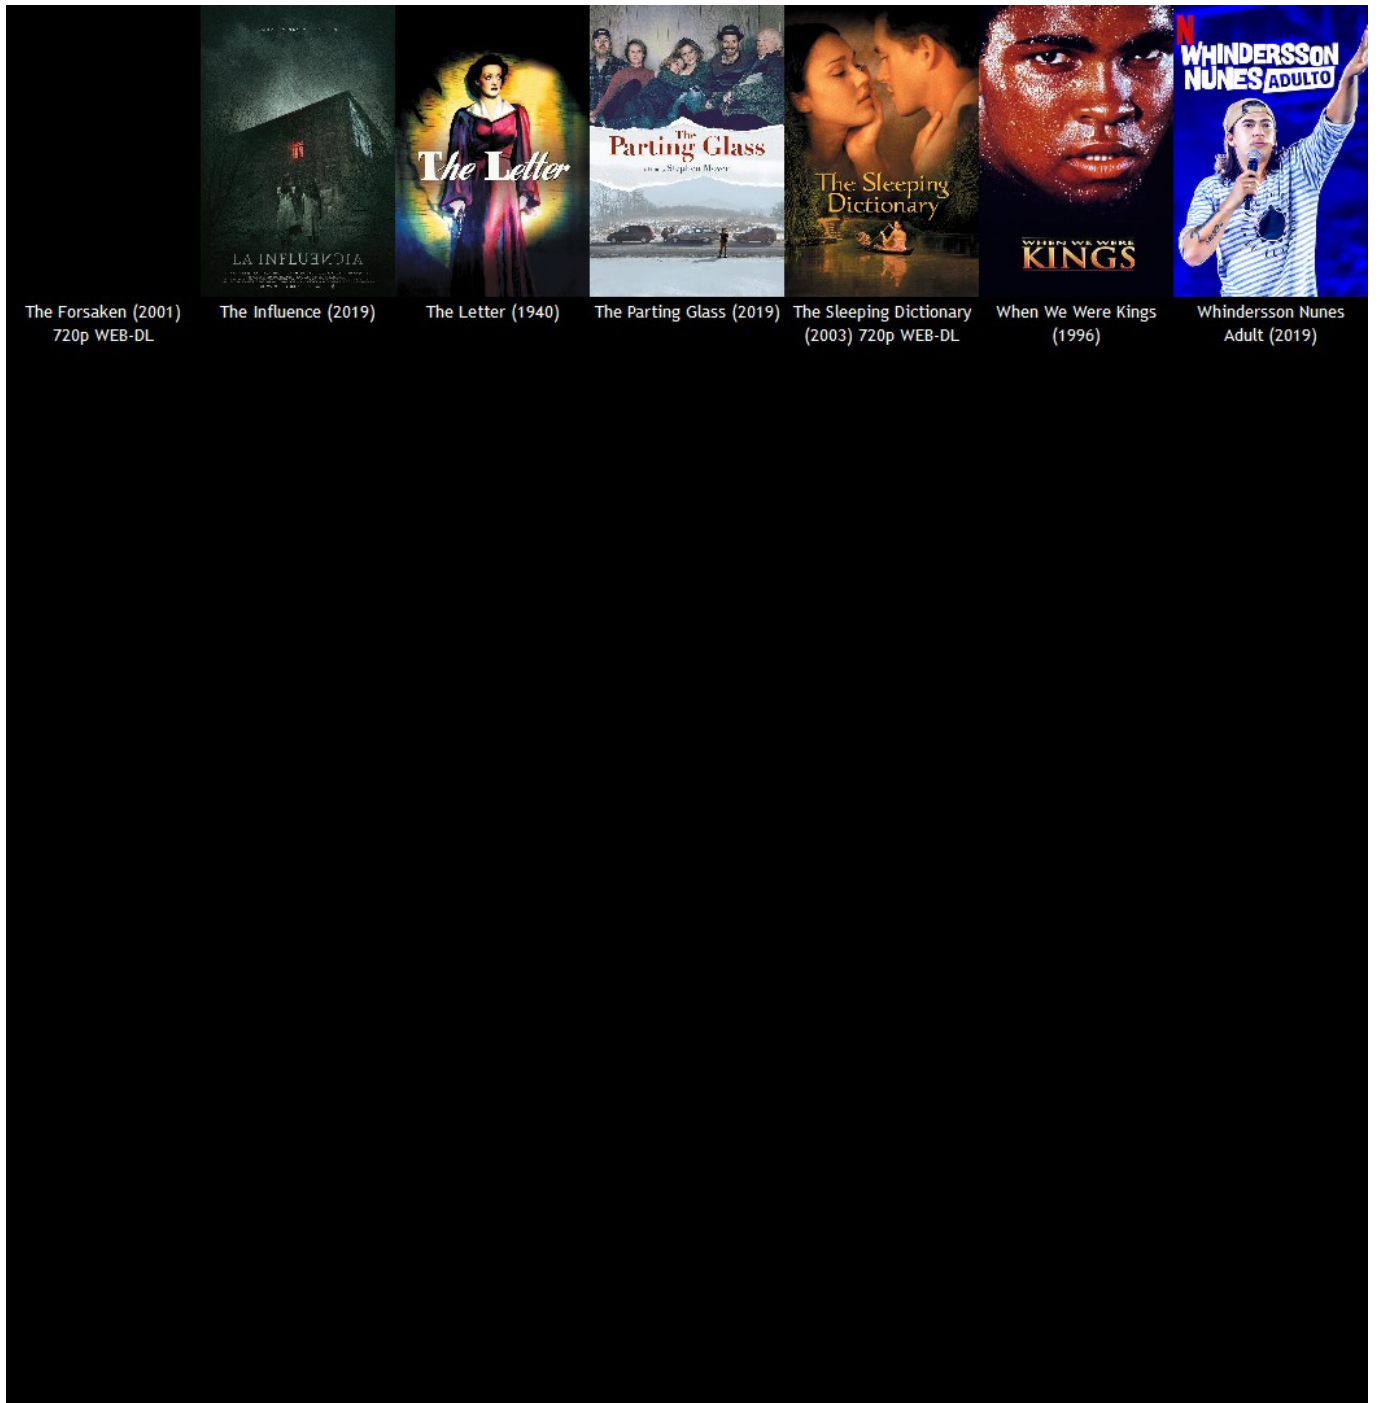 LA INFLUENCIA
The Letter
The
Parting Glass
The Sleeping
Dictionary
WHEN WE WERE
KINGS
N
WHINDERSSON
NUNES ADULTO
The Forsaken (2001)
720p WEB-DL
The Influence (2019)
The Letter (1940)
The Parting Glass (2019)
The Sleeping Dictionary
(2003) 720p WEB-DL
When We Were Kings
(1996)
Whindersson Nunes
Adult (2019)